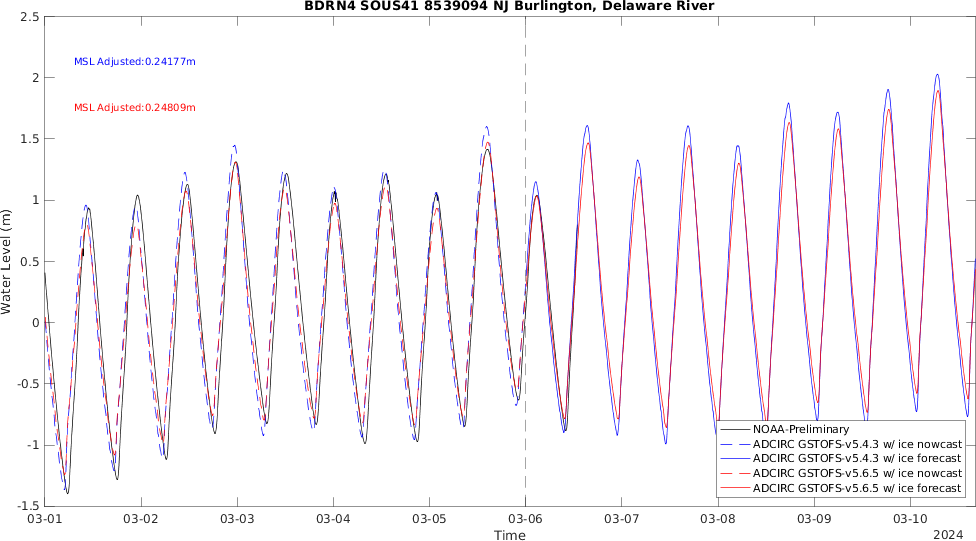 BDRN4 SOUS41 8539094 NJ Burlington, Delaware River
2.5
2
1.5
1
0.5
0
-0.5
-1
-1.5
Water Level (m)
MSL Adjusted:0.24177m
MSL Adjusted:0.24809m
NOAA-Preliminary
ADCIRC GSTOFS-v5.4.3 w/ ice nowcast
ADCIRC GSTOFS-v5.4.3 w/ ice forecast
ADCIRC GSTOFS-v5.6.5 w/ ice nowcast
ADCIRC GSTOFS-v5.6.5 w/ ice forecast
03-01 03-02 03-03 03-04 03-05 03-06 03-07 03-08 03-09 03-10
Time
2024